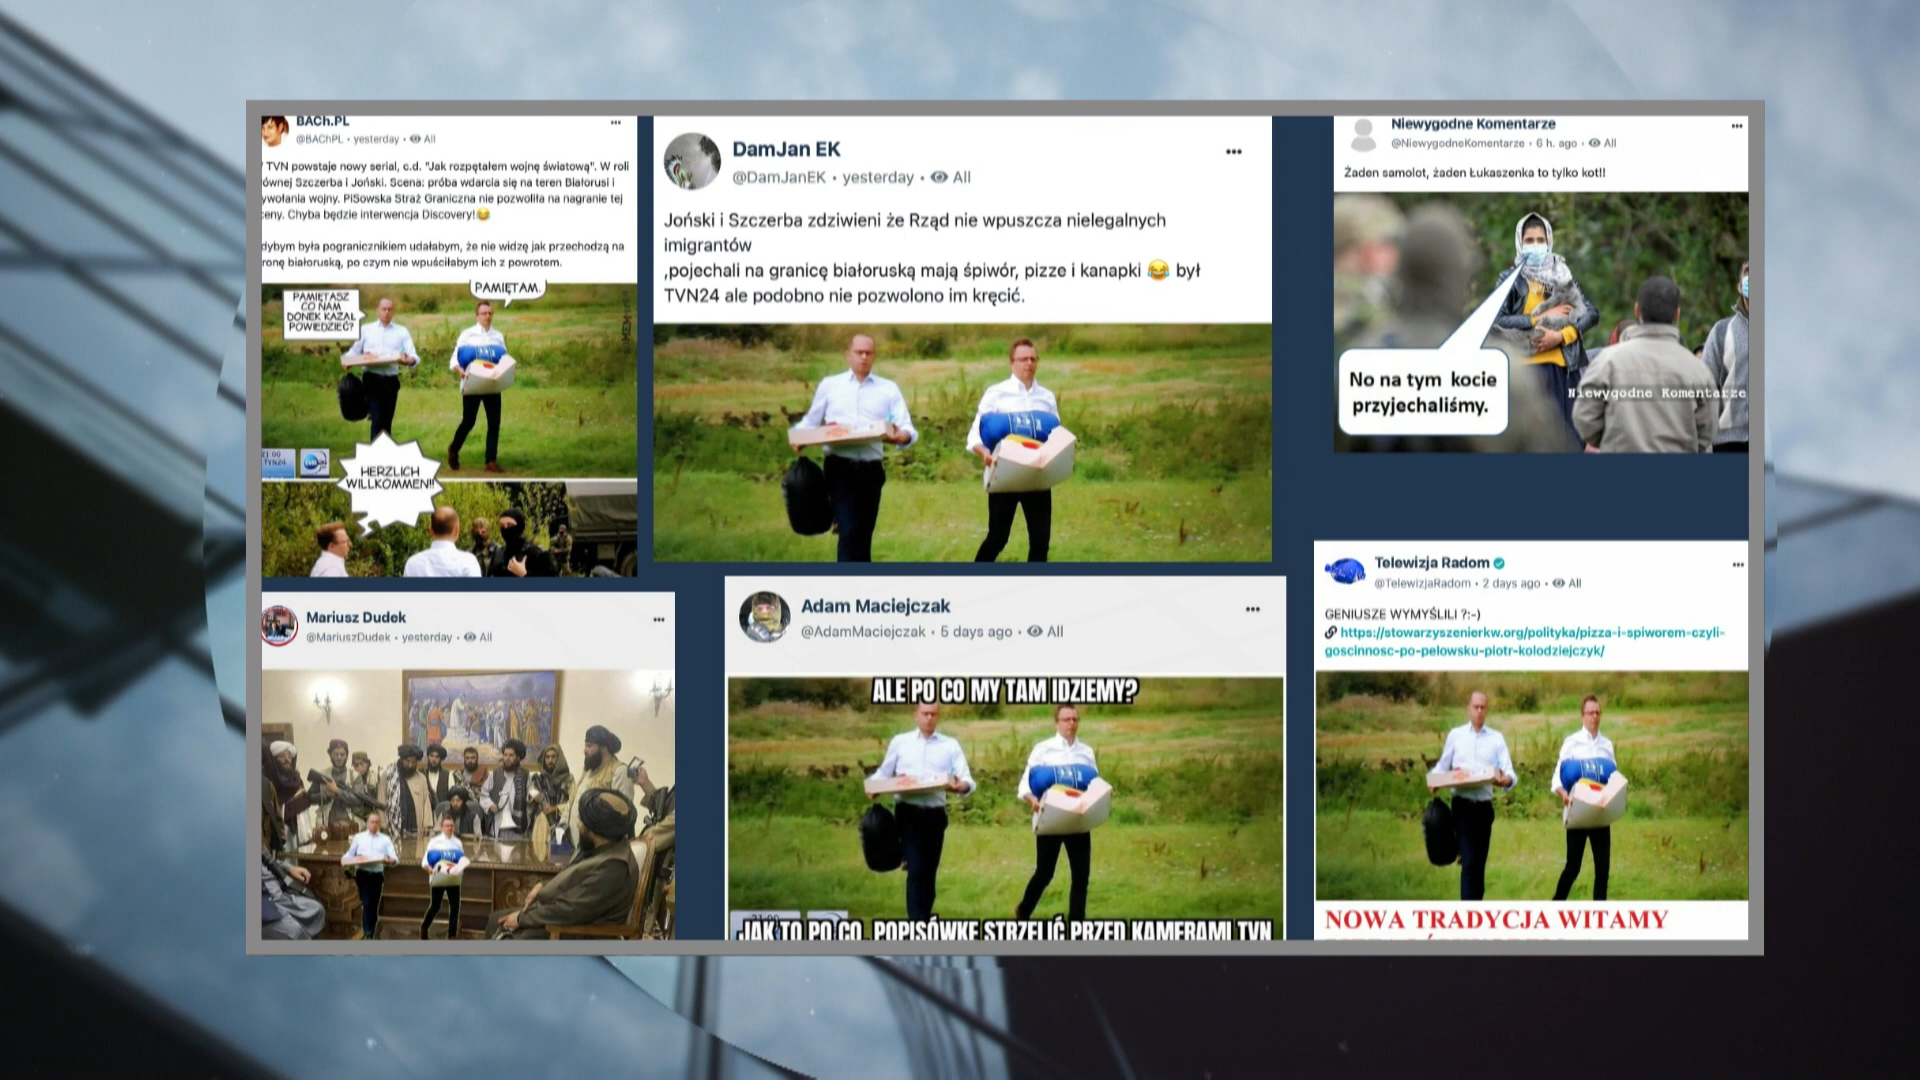 BACh.PL
@BAChPL • yesterday • All
TVN powstaje nowy serial, c.d. "Jak rozpętałem wojnę światową". W roli
ównej Szczerba i Joński. Scena: próba wdarcia się na teren Białorusi i
ywołania wojny. PiSowska Straż Graniczna nie pozwoliła na nagranie tej
ceny. Chyba będzie interwencja Discovery!😂
dybym była pogranicznikiem udałabym, że nie widzę jak przechodzą na
ronę białoruską, po czym nie wpuściłabym ich z powrotem.
PAMIĘTASZ
CO NAM
DONEK KAZAŁ
POWIEDZIEĆ?
PAMIĘTAM.
21:00
TVN24
HERZLICH
WILLKOMMEN!!
DamJan EK
@DamJanEK • yesterday • All
Joński i Szczerba zdziwieni że Rząd nie wpuszcza nielegalnych
imigrantów
,pojechali na granicę białoruską mają śpiwór, pizze i kanapki 😂 był
TVN24 ale podobno nie pozwolono im kręcić.
Niewygodne Komentarze
@NiewygodneKomentarze • 6 h. ago • All
Żaden samolot, żaden Łukaszenka to tylko kot!!
No na tym kocie
przyjechaliśmy.
Niewygodne Komentarze
Mariusz Dudek
@MariuszDudek • yesterday • All
Adam Maciejczak
@AdamMaciejczak • 5 days ago • All
ALE PO CO MY TAM IDZIEMY?
21:00
JAK TO PO CO, POPISÓWKĘ STRZELIĆ PRZED KAMERAMI TVN
Telewizja Radom
@TelewizjaRadom • 2 days ago • All
GENIUSZE WYMYŚLILI ?:-)
https://stowarzyszenierkw.org/polityka/pizza-i-spiworem-czyli-
goscinnosc-po-pelowsku-piotr-kolodziejczyk/
NOWA TRADYCJA WITAMY